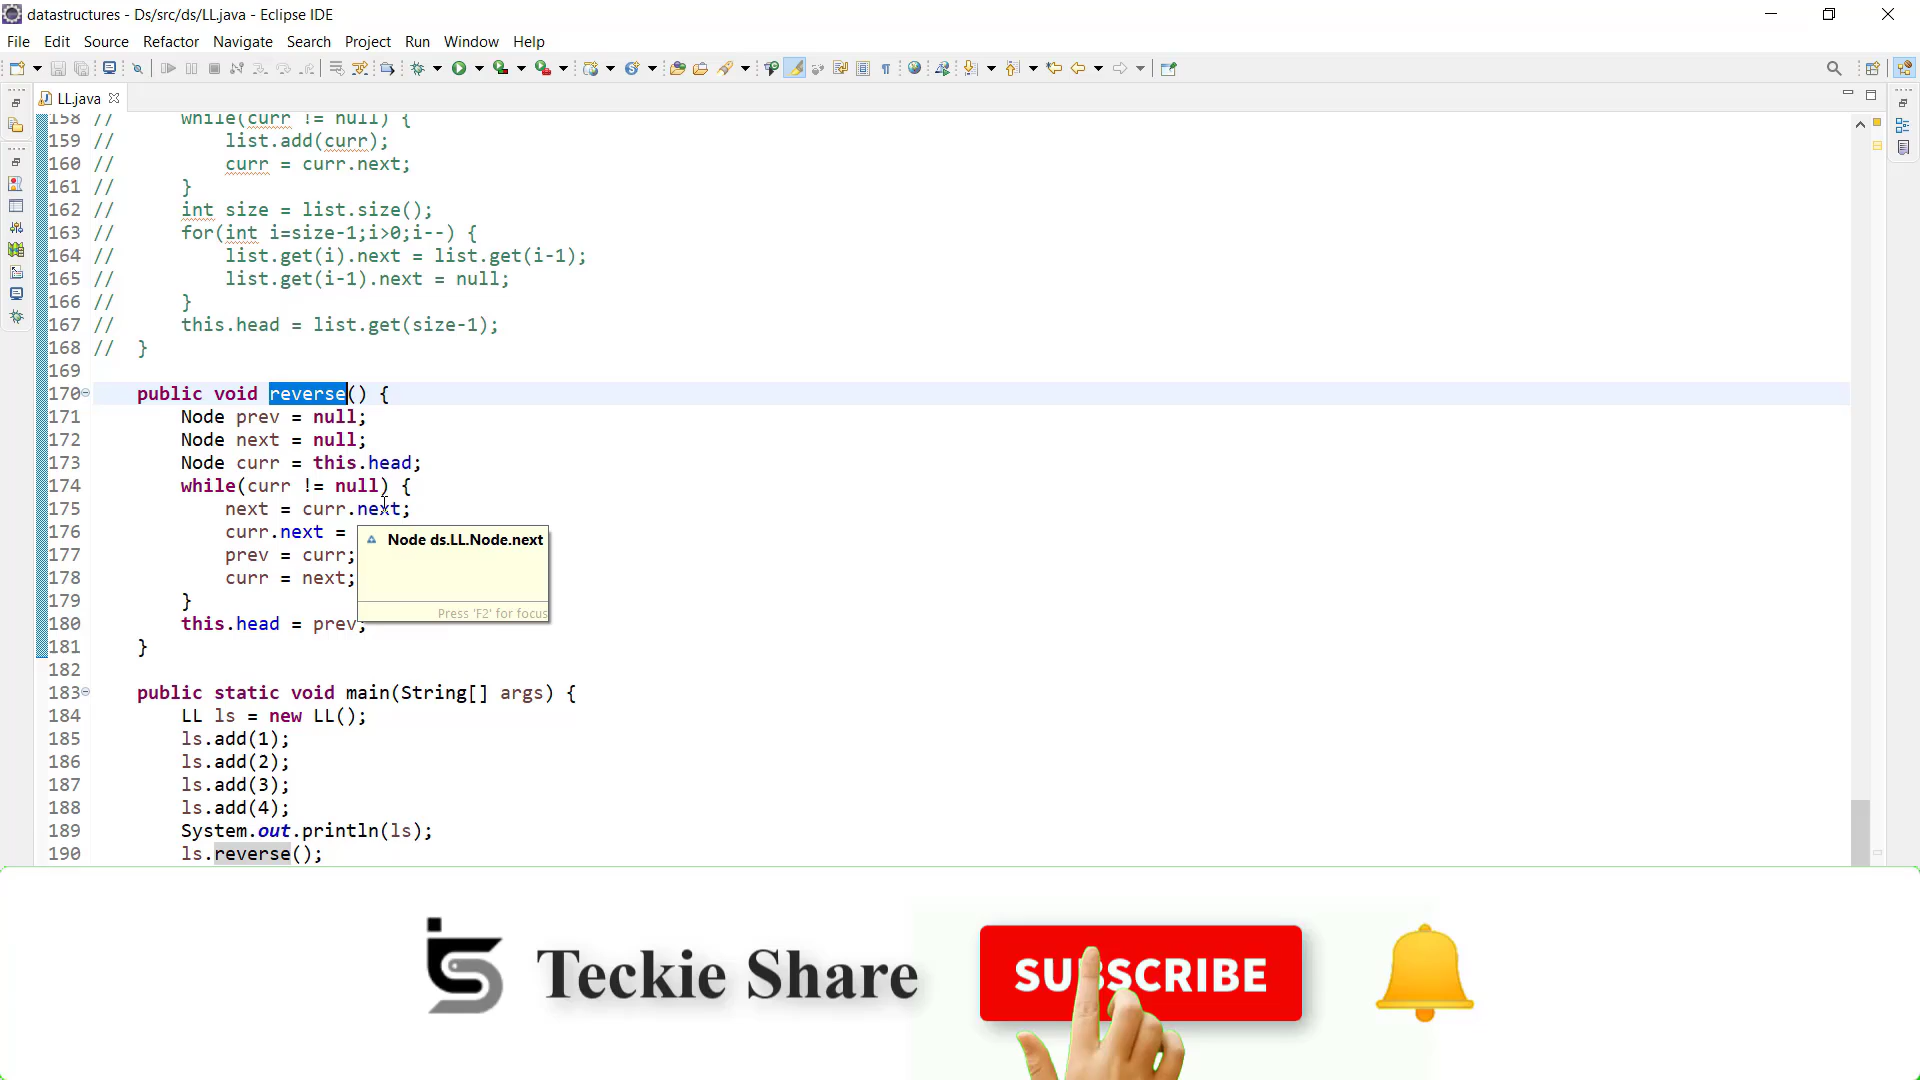 datastructures - Ds/src/ds/LL.java - Eclipse IDE
File Edit Source Refactor Navigate Search Project Run Window Help
LL.java
158 // while(curr != null) {
159 // list.add(curr);
160 // curr = curr.next;
161 // }
162 // int size = list.size();
163 // for(int i=size-1;i>0;i--) {
164 // list.get(i).next = list.get(i-1);
165 // list.get(i-1).next = null;
166 // }
167 // this.head = list.get(size-1);
168 // }
169
170 public void reverse() {
171 Node prev = null;
172 Node next = null;
173 Node curr = this.head;
174 while(curr != null) {
175 next = curr.next;
176 curr.next =
Node ds.LL.Node.next
177 prev = curr;
178 curr = next;
179 }
Press 'F2' for focus
180 this.head = prev;
181 }
182
183 public static void main(String[] args) {
184 LL ls = new LL();
185 ls.add(1);
186 ls.add(2);
187 ls.add(3);
188 ls.add(4);
189 System.out.println(ls);
190 ls.reverse();
Teckie Share
SUBSCRIBE